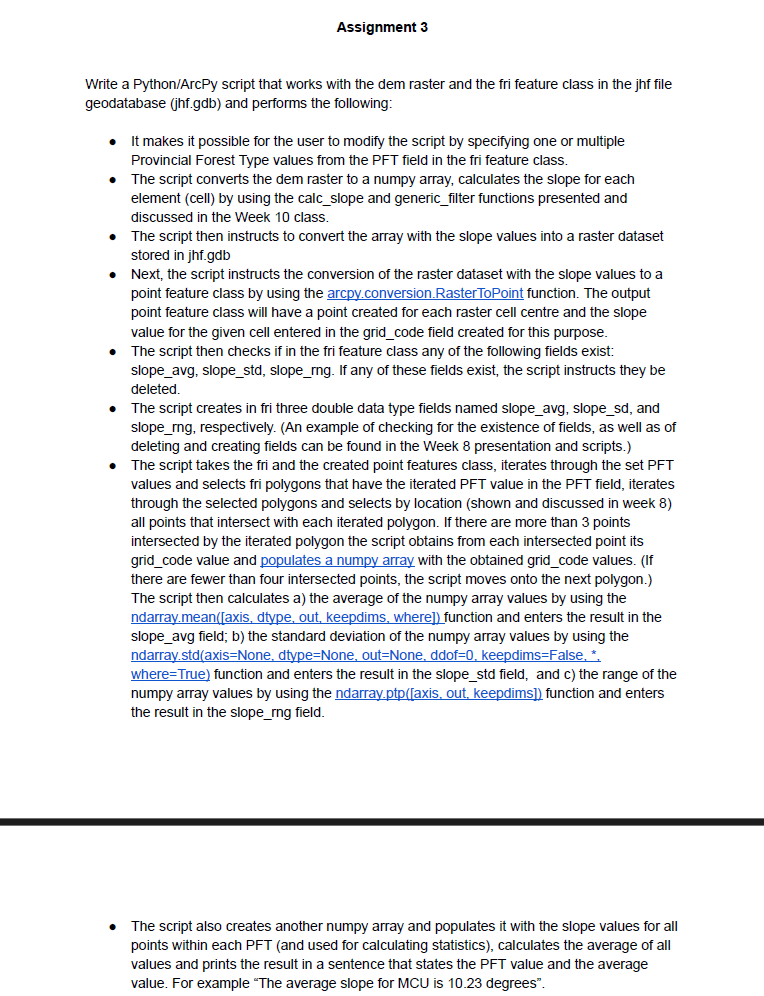 Assignment 3
Write a Python/ArcPy script that works with the dem raster and the fri feature class in the jhf file
geodatabase (jhf.gdb) and performs the following:
● It makes it possible for the user to modify the script by specifying one or multiple
Provincial Forest Type values from the PFT field in the fri feature class.
● The script converts the dem raster to a numpy array, calculates the slope for each
element (cell) by using the calc_slope and generic_filter functions presented and
discussed in the Week 10 class.
● The script then instructs to convert the array with the slope values into a raster dataset
stored in jhf.gdb
● Next, the script instructs the conversion of the raster dataset with the slope values to a
point feature class by using the arcpy.conversion.RasterToPoint function. The output
point feature class will have a point created for each raster cell centre and the slope
value for the given cell entered in the grid_code field created for this purpose.
● The script then checks if in the fri feature class any of the following fields exist:
slope_avg, slope_std, slope_rng. If any of these fields exist, the script instructs they be
deleted.
● The script creates in fri three double data type fields named slope_avg, slope_sd, and
slope_rng, respectively. (An example of checking for the existence of fields, as well as of
deleting and creating fields can be found in the Week 8 presentation and scripts.)
● The script takes the fri and the created point features class, iterates through the set PFT
values and selects fri polygons that have the iterated PFT value in the PFT field, iterates
through the selected polygons and selects by location (shown and discussed in week 8)
all points that intersect with each iterated polygon. If there are more than 3 points
intersected by the iterated polygon the script obtains from each intersected point its
grid_code value and populates a numpy array with the obtained grid_code values. (If
there are fewer than four intersected points, the script moves onto the next polygon.)
The script then calculates a) the average of the numpy array values by using the
ndarray.mean([axis, dtype, out, keepdims, where]) function and enters the result in the
slope_avg field; b) the standard deviation of the numpy array values by using the
ndarray.std(axis=None, dtype=None, out=None, ddof=0, keepdims=False, *,
where=True) function and enters the result in the slope_std field, and c) the range of the
numpy array values by using the ndarray.ptp([axis, out, keepdims]) function and enters
the result in the slope_rng field.
● The script also creates another numpy array and populates it with the slope values for all
points within each PFT (and used for calculating statistics), calculates the average of all
values and prints the result in a sentence that states the PFT value and the average
value. For example “The average slope for MCU is 10.23 degrees”.